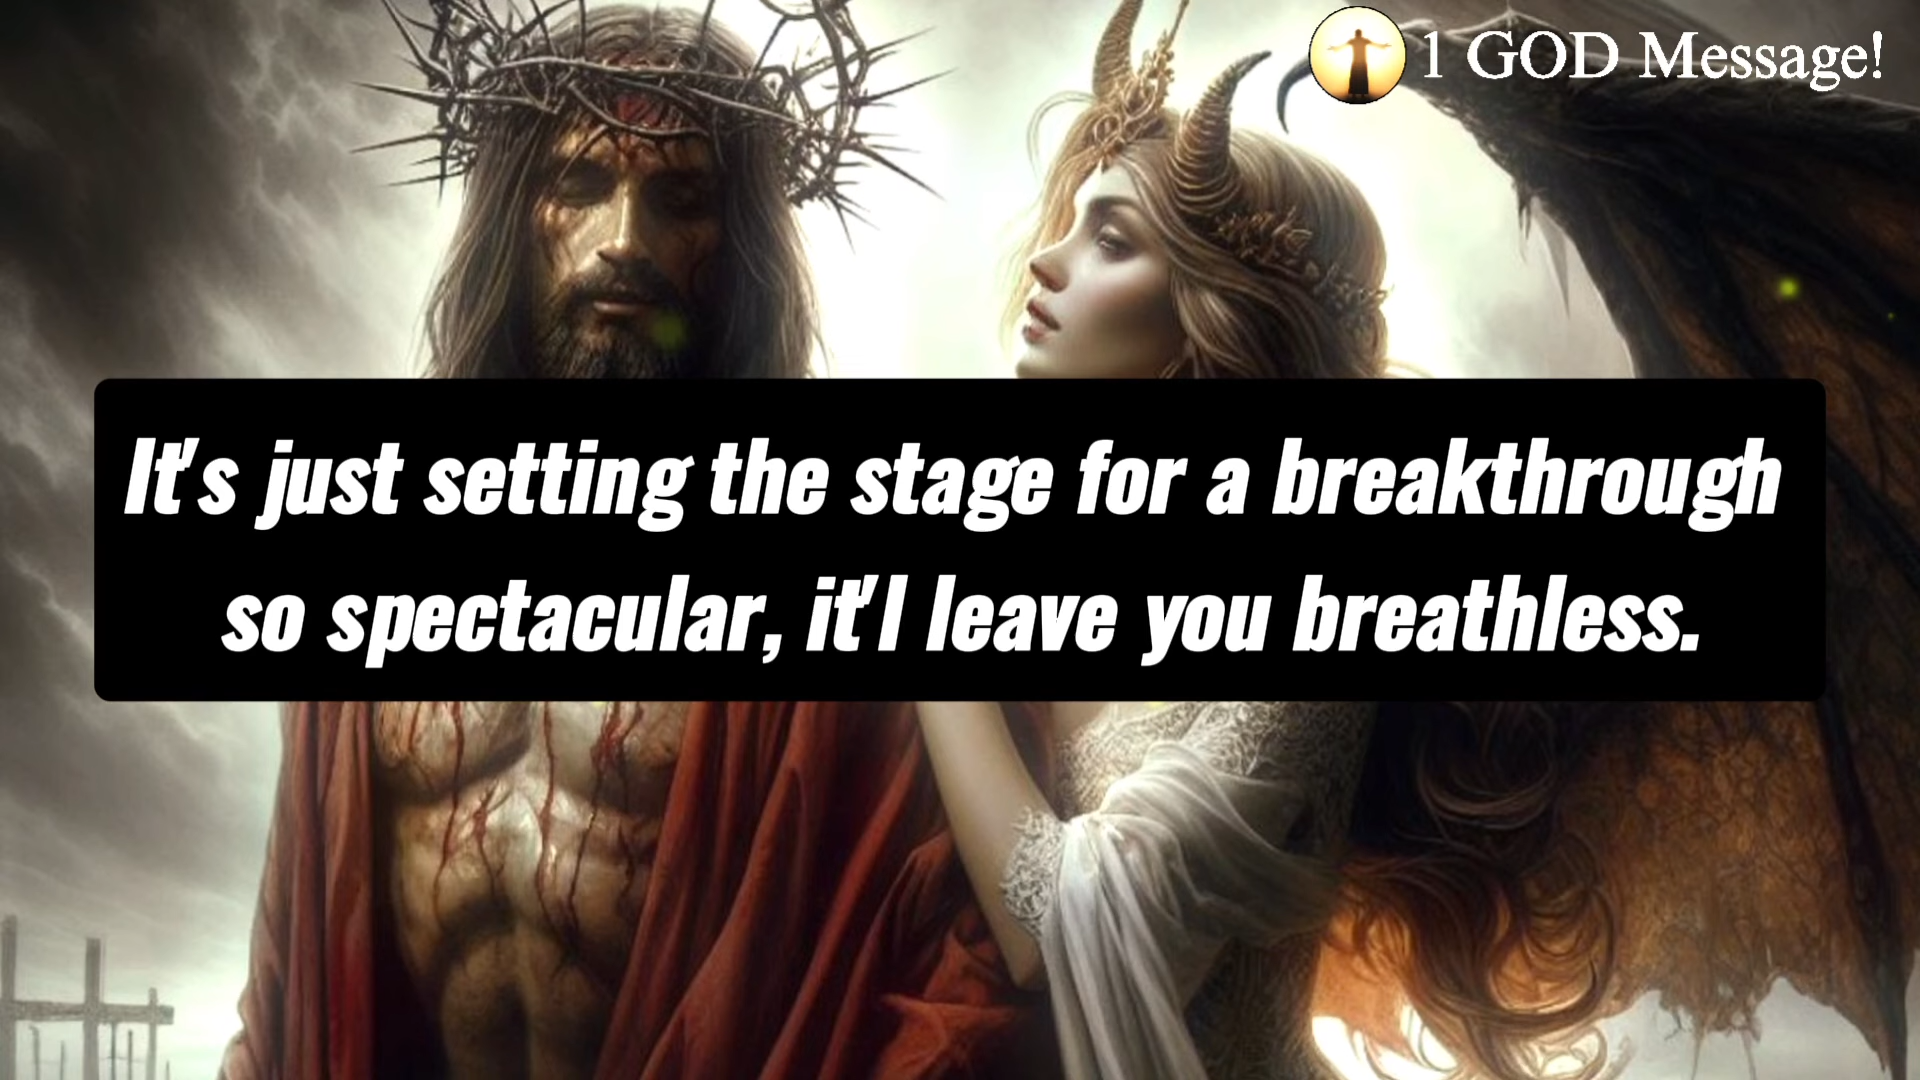 1 GOD Message!
It's just setting the stage for a breakthrough
so spectacular, it'l leave you breathless.